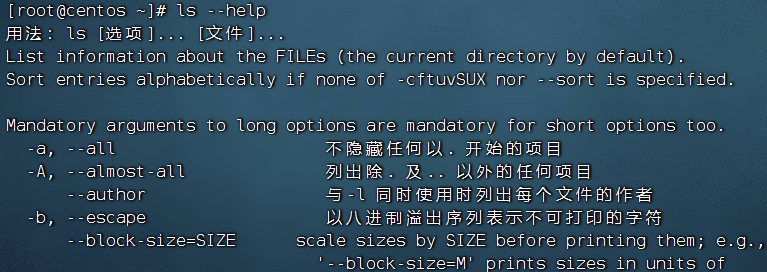 [root@centos ~]# ls --help
用法：ls [选项]... [文件]...
List information about the FILEs (the current directory by default).
Sort entries alphabetically if none of -cftuvSUX nor --sort is specified.
Mandatory arguments to long options are mandatory for short options too.
-a, --all 不隐藏任何以. 开始的项目
-A, --almost-all 列出除. 及.. 以外的任何项目
--author 与-l 同时使用时列出每个文件的作者
-b, --escape 以八进制溢出序列表示不可打印的字符
--block-size=SIZE scale sizes by SIZE before printing them; e.g.,
'--block-size=M' prints sizes in units of